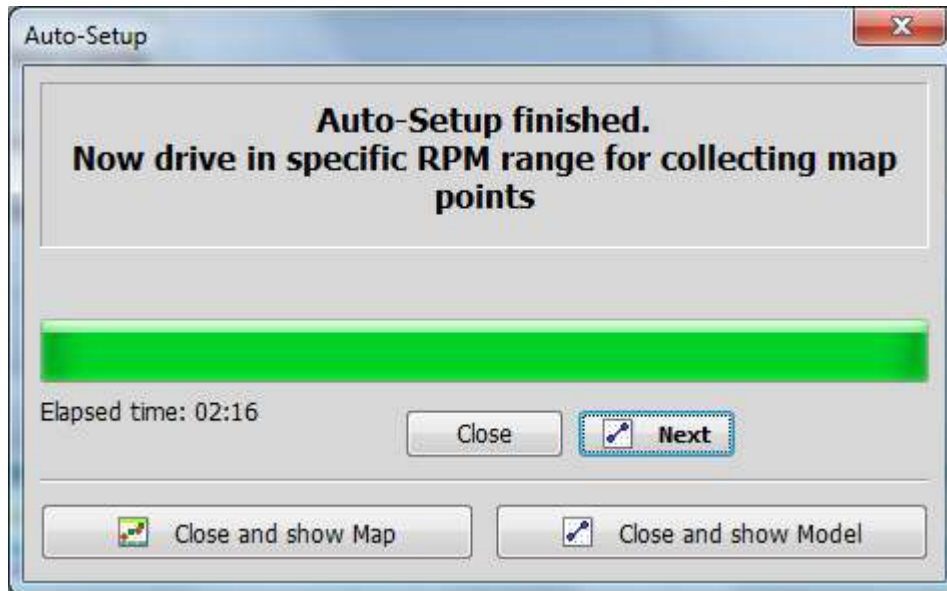 Auto-Setup
Auto-Setup finished.
Now drive in specific RPM range for collecting map
points
Elapsed time: 02:16
Close
Next
Close and show Map
Close and show Model